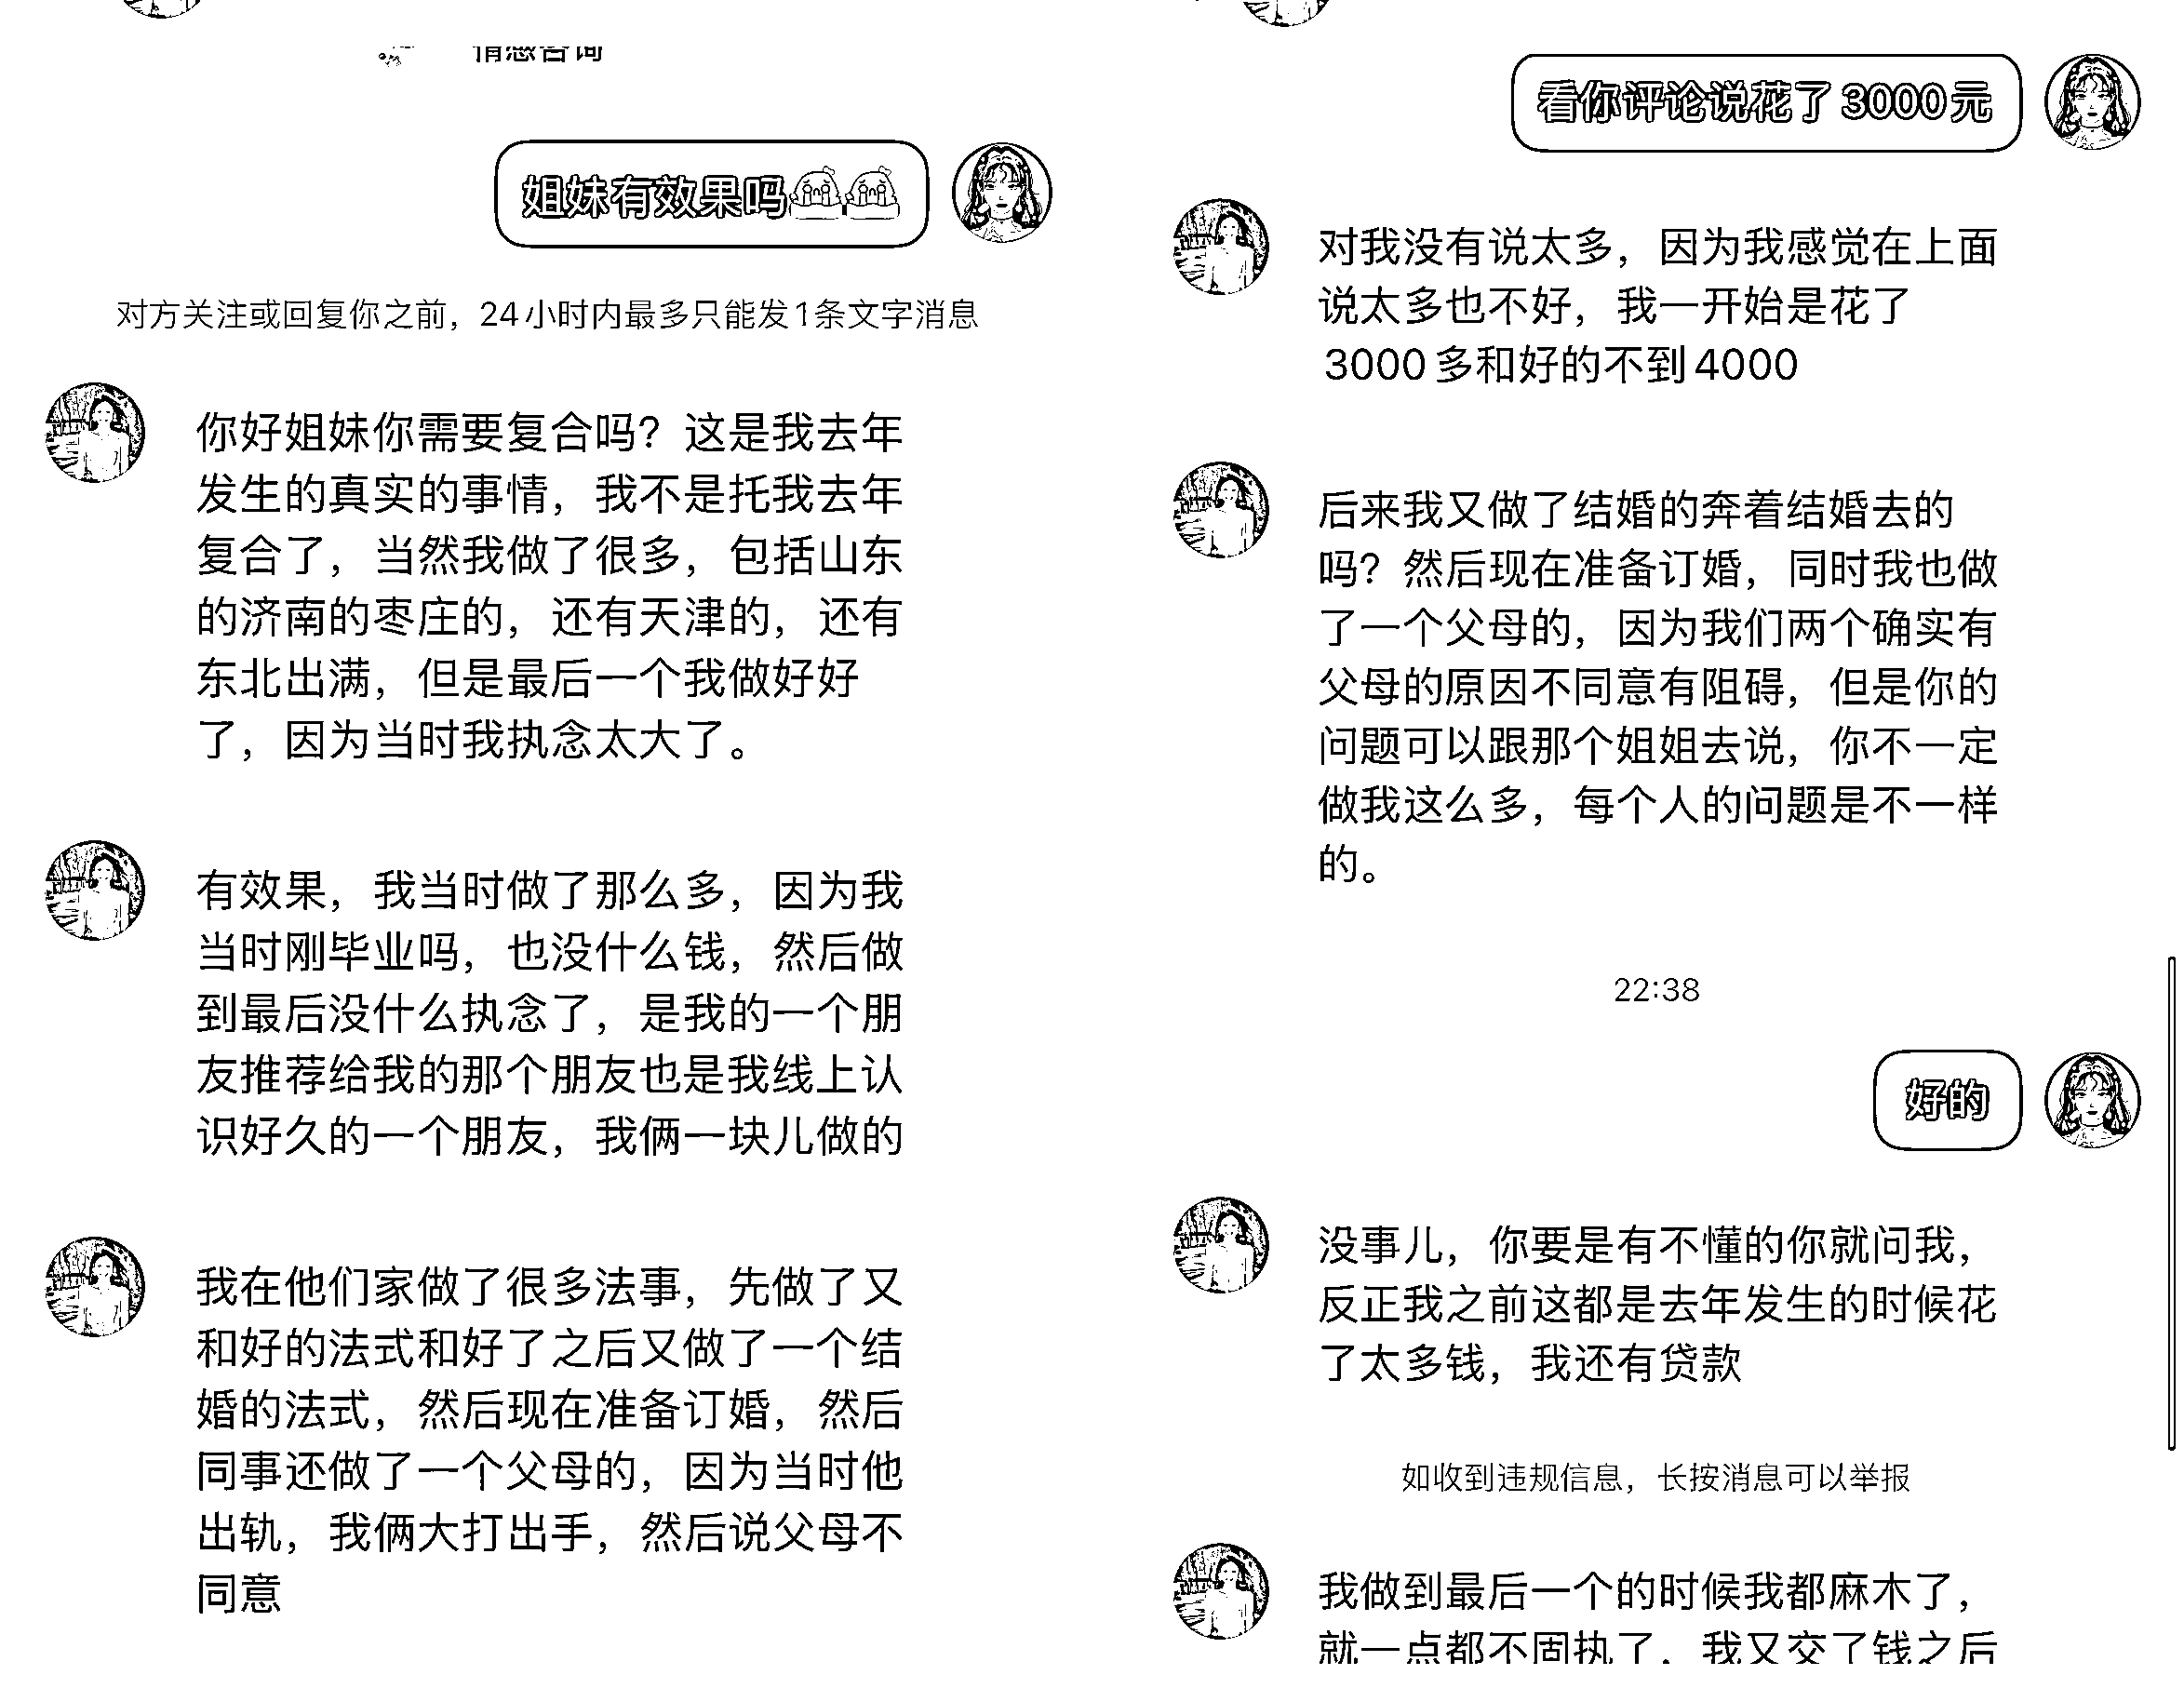 情感咨询
姐妹有效果吗
对方关注或回复你之前，24小时内最多只能发1条文字消息
你好姐妹你需要复合吗？这是我去年
发生的真实的事情，我不是托我去年
复合了，当然我做了很多，包括山东
的济南的枣庄的，还有天津的，还有
东北出满，但是最后一个我做好好
了，因为当时我执念太大了。
有效果，我当时做了那么多，因为我
当时刚毕业吗，也没什么钱，然后做
到最后没什么执念了，是我的一个朋
友推荐给我的那个朋友也是我线上认
识好久的一个朋友，我俩一块儿做的
我在他们家做了很多法事，先做了又
和好的法式和好了之后又做了一个结
婚的法式，然后现在准备订婚，然后
同事还做了一个父母的，因为当时他
出轨，我俩大打出手，然后说父母不
同意
看你评论说花了3000元
对我没有说太多，因为我感觉在上面
说太多也不好，我一开始是花了
3000多和好的不到4000
后来我又做了结婚的奔着结婚去的
吗？然后现在准备订婚，同时我也做
了一个父母的，因为我们两个确实有
父母的原因不同意有阻碍，但是你的
问题可以跟那个姐姐去说，你不一定
做我这么多，每个人的问题是不一样
的。
22:38
好的
没事儿，你要是有不懂的你就问我，
反正我之前这都是去年发生的时候花
了太多钱，我还有贷款
如收到违规信息，长按消息可以举报
我做到最后一个的时候我都麻木了，
就一点都不固执了，我又交了钱之后